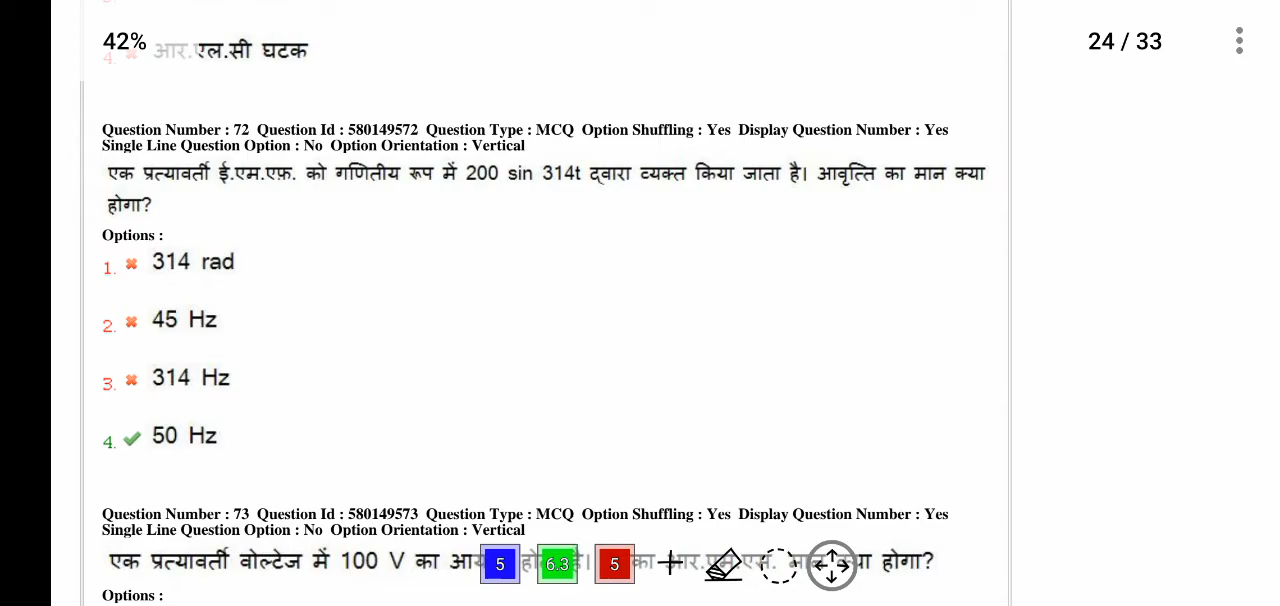 42%
24 / 33
4. आर.एल.सी घटक
Question Number : 72 Question Id : 580149572 Question Type : MCQ Option Shuffling : Yes Display Question Number : Yes
Single Line Question Option : No Option Orientation : Vertical
एक प्रत्यावर्ती ई.एम.एफ़. को गणितीय रूप में 200 sin 314t द्वारा व्यक्त किया जाता है। आवृत्ति का मान क्या
होगा?
Options :
1. 314 rad
2. 45 Hz
3. 314 Hz
4. 50 Hz
Question Number : 73 Question Id : 580149573 Question Type : MCQ Option Shuffling : Yes Display Question Number : Yes
Single Line Question Option : No Option Orientation : Vertical
एक प्रत्यावर्ती वोल्टेज में 100 V का है। का आर.एम.एस. मान क्या होगा?
5 6.3 5
Options :